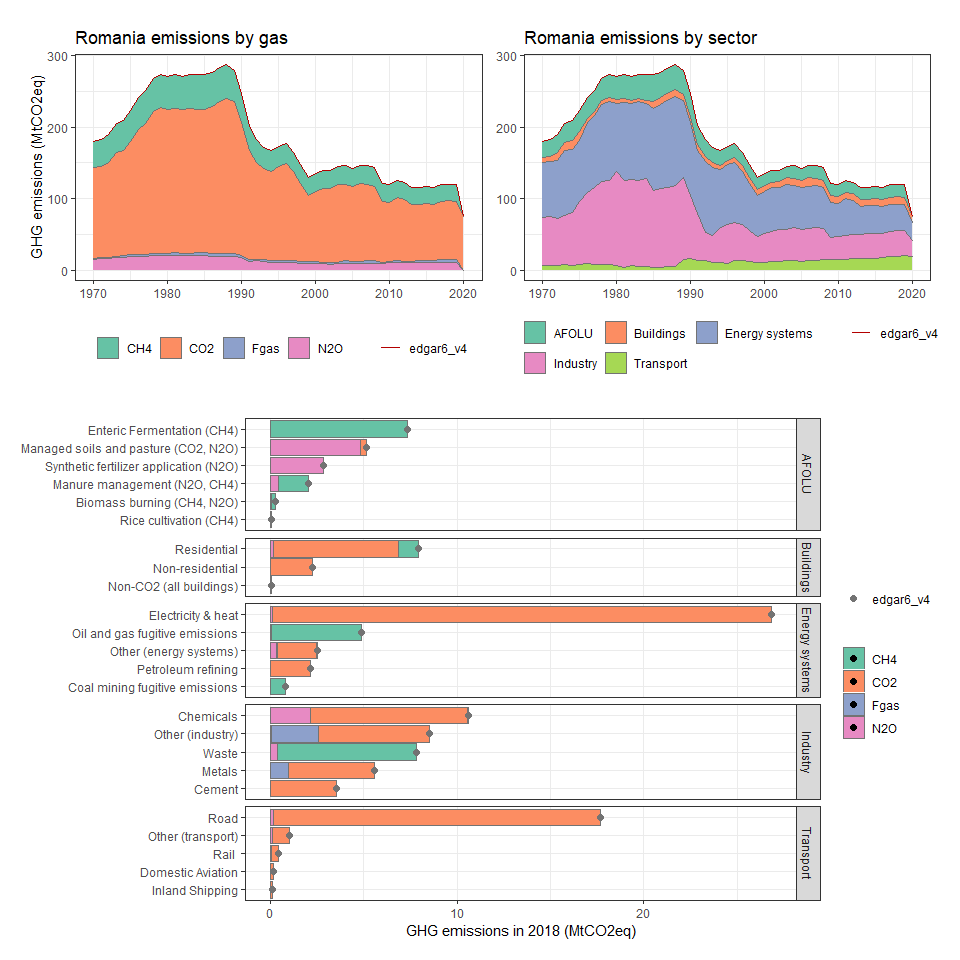 Romania emissions by gas
Romania emissions by sector
GHG emissions (MtCO2eq)
300
200
100
0
1970
1980
1990
2000
2010
2020
300
200
100
0
1970
1980
1990
2000
2010
2020
CH4
CO2
Fgas
N2O
edgar6_v4
AFOLU
Buildings
Energy systems
edgar6_v4
Industry
Transport
Enteric Fermentation (CH4)
Managed soils and pasture (CO2, N2O)
Synthetic fertilizer application (N2O)
Manure management (N2O, CH4)
Biomass burning (CH4, N2O)
Rice cultivation (CH4)
AFOLU
Residential
Non-residential
Non-CO2 (all buildings)
Buildings
Electricity & heat
Oil and gas fugitive emissions
Other (energy systems)
Petroleum refining
Coal mining fugitive emissions
Energy systems
Chemicals
Other (industry)
Waste
Metals
Cement
Industry
Road
Other (transport)
Rail
Domestic Aviation
Inland Shipping
Transport
0
10
20
GHG emissions in 2018 (MtCO2eq)
edgar6_v4
CH4
CO2
Fgas
N2O